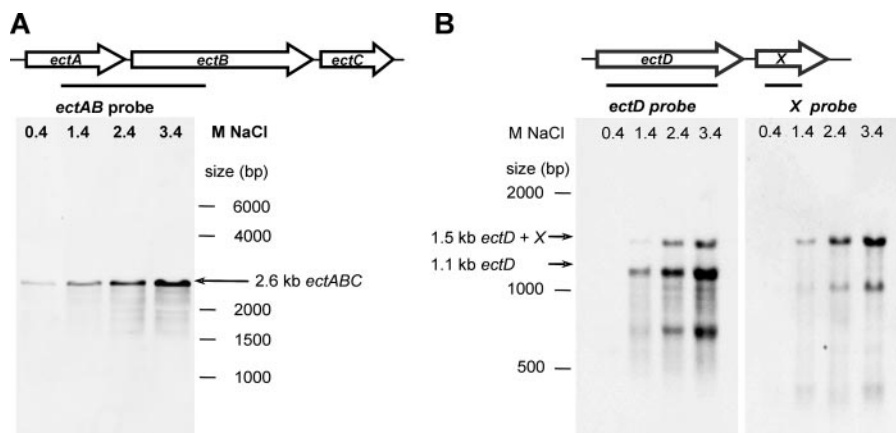 A
ectA ectB ectC
ectAB probe
0.4 1.4 2.4 3.4 M NaCl
size (bp)
6000
4000
2.6 kb ectABC
2000
1500
1000
B
ectD X
ectD probe X probe
M NaCl 0.4 1.4 2.4 3.4 0.4 1.4 2.4 3.4
size (bp)
2000
1.5 kb ectD + X
1.1 kb ectD
1000
500